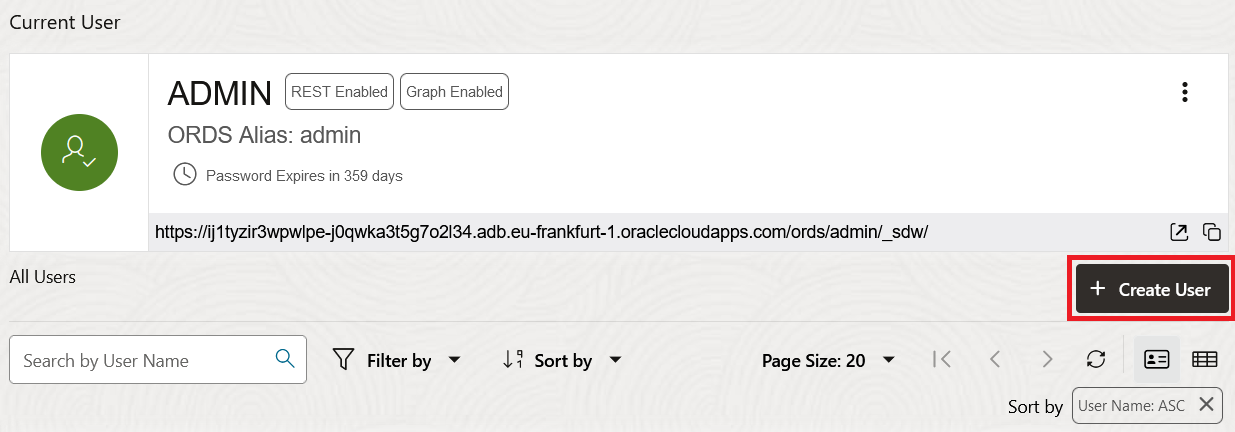 Current User
ADMIN REST Enabled Graph Enabled
ORDS Alias: admin
Password Expires in 359 days
https://ij1tyzir3wpwlpe-j0qwka3t5g7o2l34.adb.eu-frankfurt-1.oraclecloudapps.com/ords/admin/_sdw/
All Users
+ Create User
Search by User Name Filter by Sort by Page Size: 20
Sort by User Name: ASC